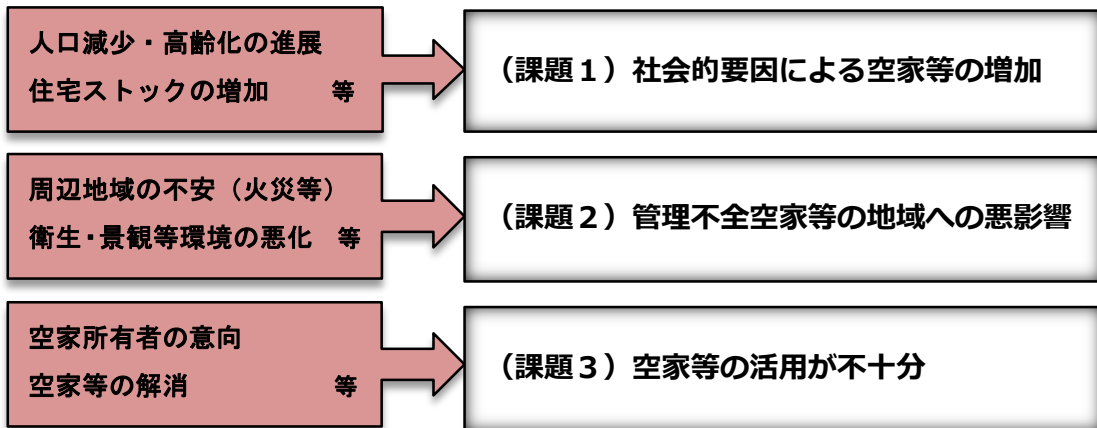 人口減少・高齢化の進展
住宅ストックの増加 等
（課題１）社会的要因による空家等の増加
周辺地域の不安（火災等）
衛生・景観等環境の悪化 等
（課題２）管理不全空家等の地域への悪影響
空家所有者の意向
空家等の解消 等
（課題３）空家等の活用が不十分